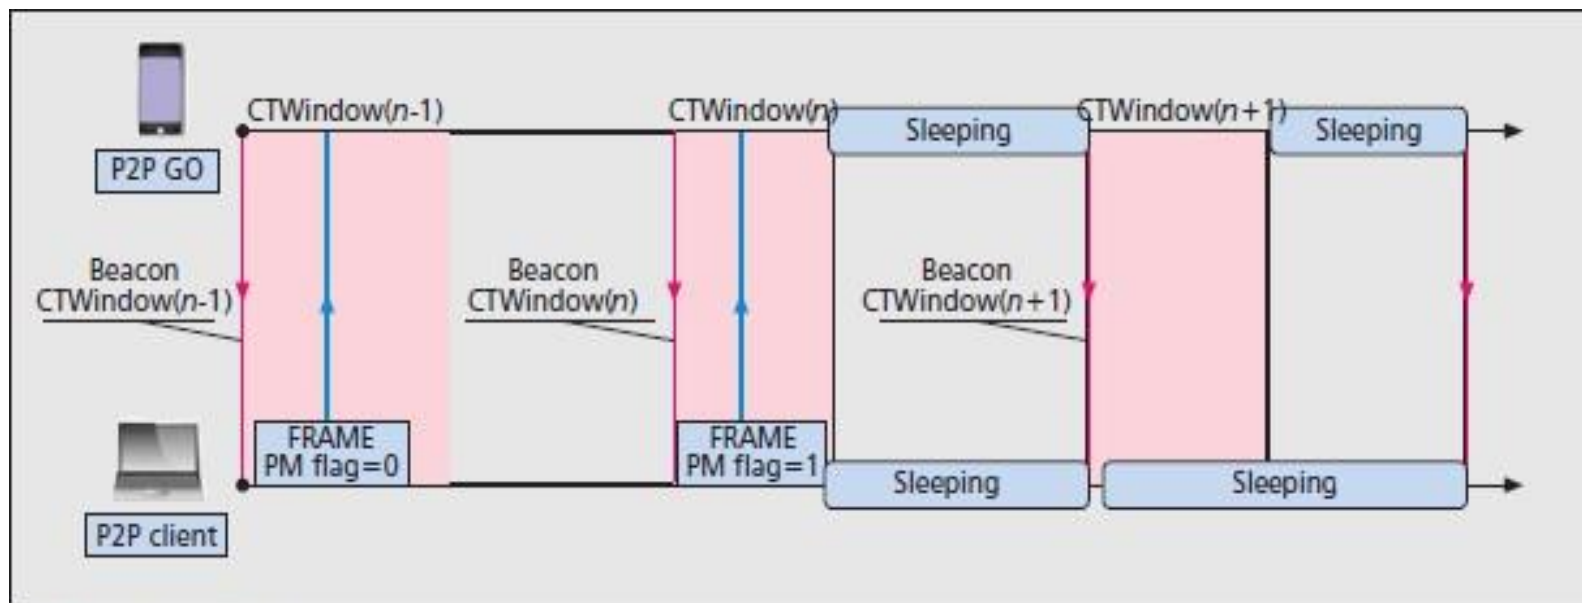 CTWindow(n-1)
CTWindow(n)
Sleeping
CTWindow(n+1)
Sleeping
P2P GO
Beacon
CTWindow(n-1)
Beacon
CTWindow(n)
Beacon
CTWindow(n+1)
FRAME
PM flag=0
FRAME
PM flag=1
Sleeping
Sleeping
P2P client